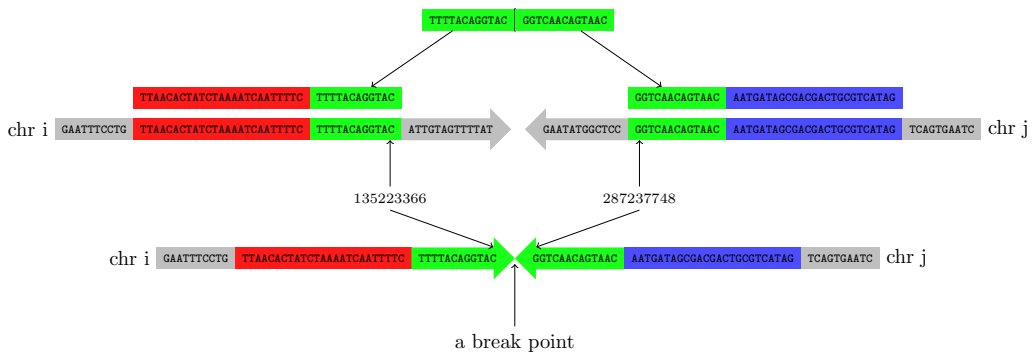 TTTTACAGGTAC GGTCAACAGTAAC
TTAACACTATCTAAAATCAATTTTC TTTTACAGGTAC GGTCAACAGTAAC AATGATAGCGACGACTGCGTCATAG
chr i GAATTTCCTG TTAACACTATCTAAAATCAATTTTC TTTTACAGGTAC ATTGTAGTTTTAT GAATATGGCTCC GGTCAACAGTAAC AATGATAGCGACGACTGCGTCATAG TCAGTGAATC chr j
135223366 287237748
chr i GAATTTCCTG TTAACACTATCTAAAATCAATTTTC TTTTACAGGTAC GGTCAACAGTAAC AATGATAGCGACGACTGCGTCATAG TCAGTGAATC chr j
a break point